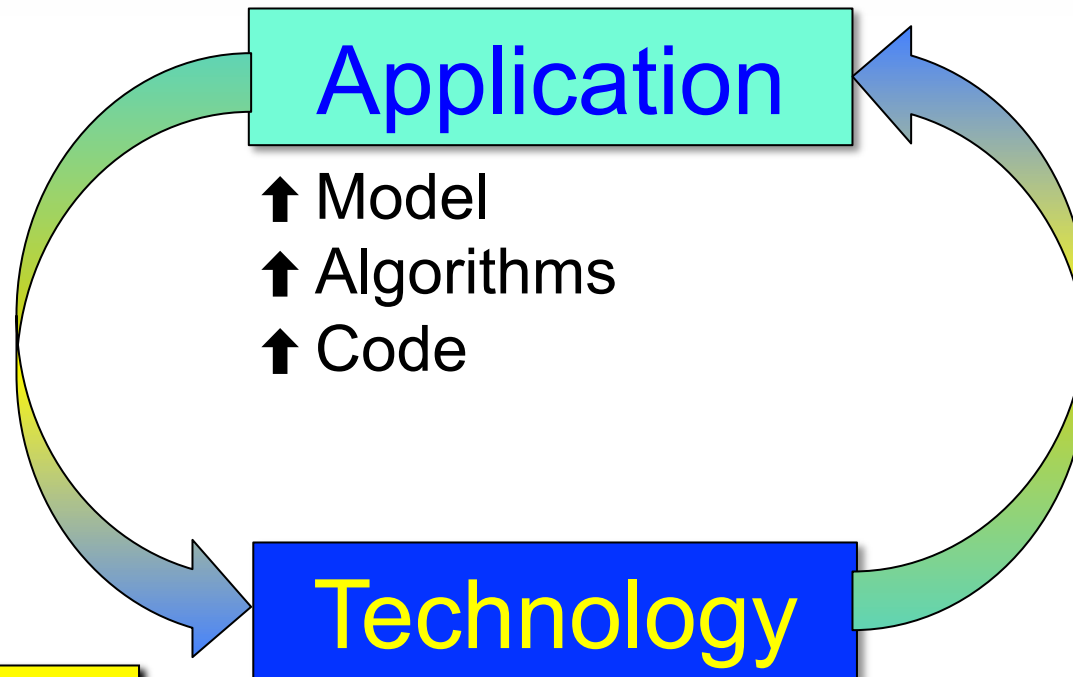 Application
⬆ Model
⬆ Algorithms
⬆ Code
Technology